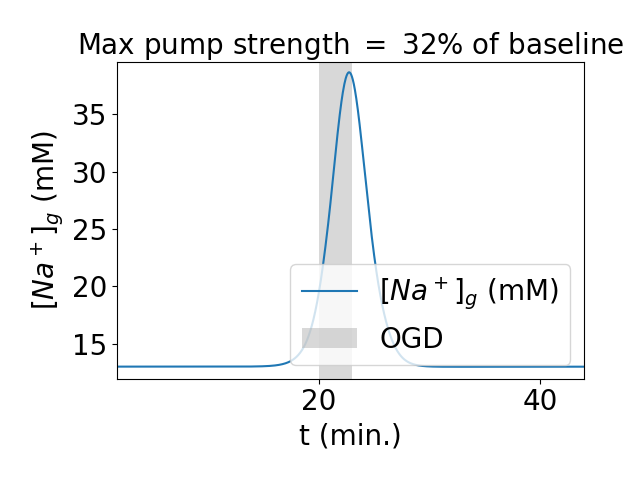 Max pump strength = 32% of baseline
[Na⁺]g (mM)
35
30
25
20
15
[Na⁺]g (mM)
OGD
20 40
t (min.)